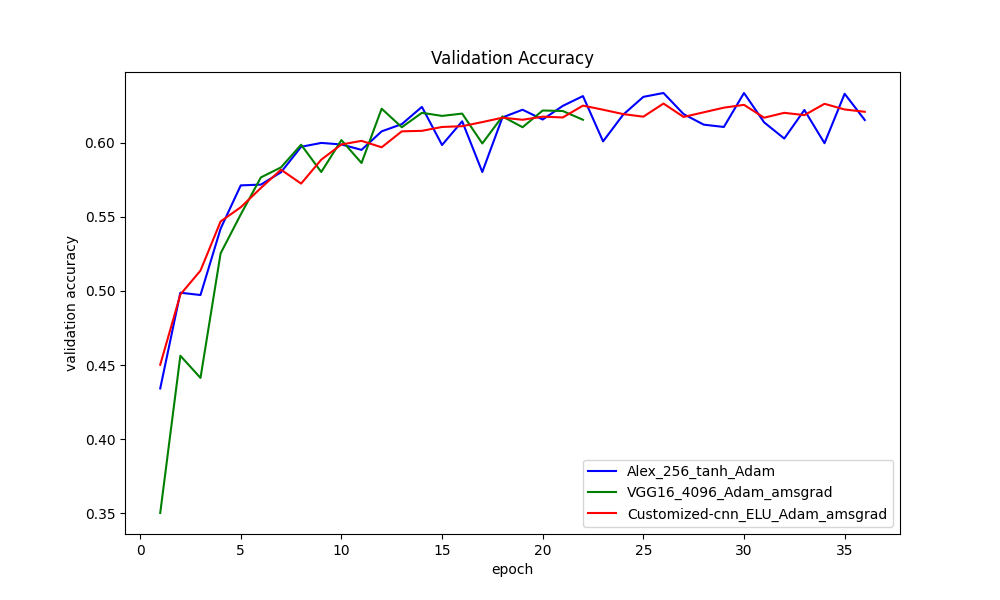 Validation Accuracy
validation accuracy
0.60
0.55
0.50
0.45
0.40
0.35
Alex_256_tanh_Adam
VGG16_4096_Adam_amsgrad
Customized-cnn_ELU_Adam_amsgrad
0 5 10 15 20 25 30 35
epoch